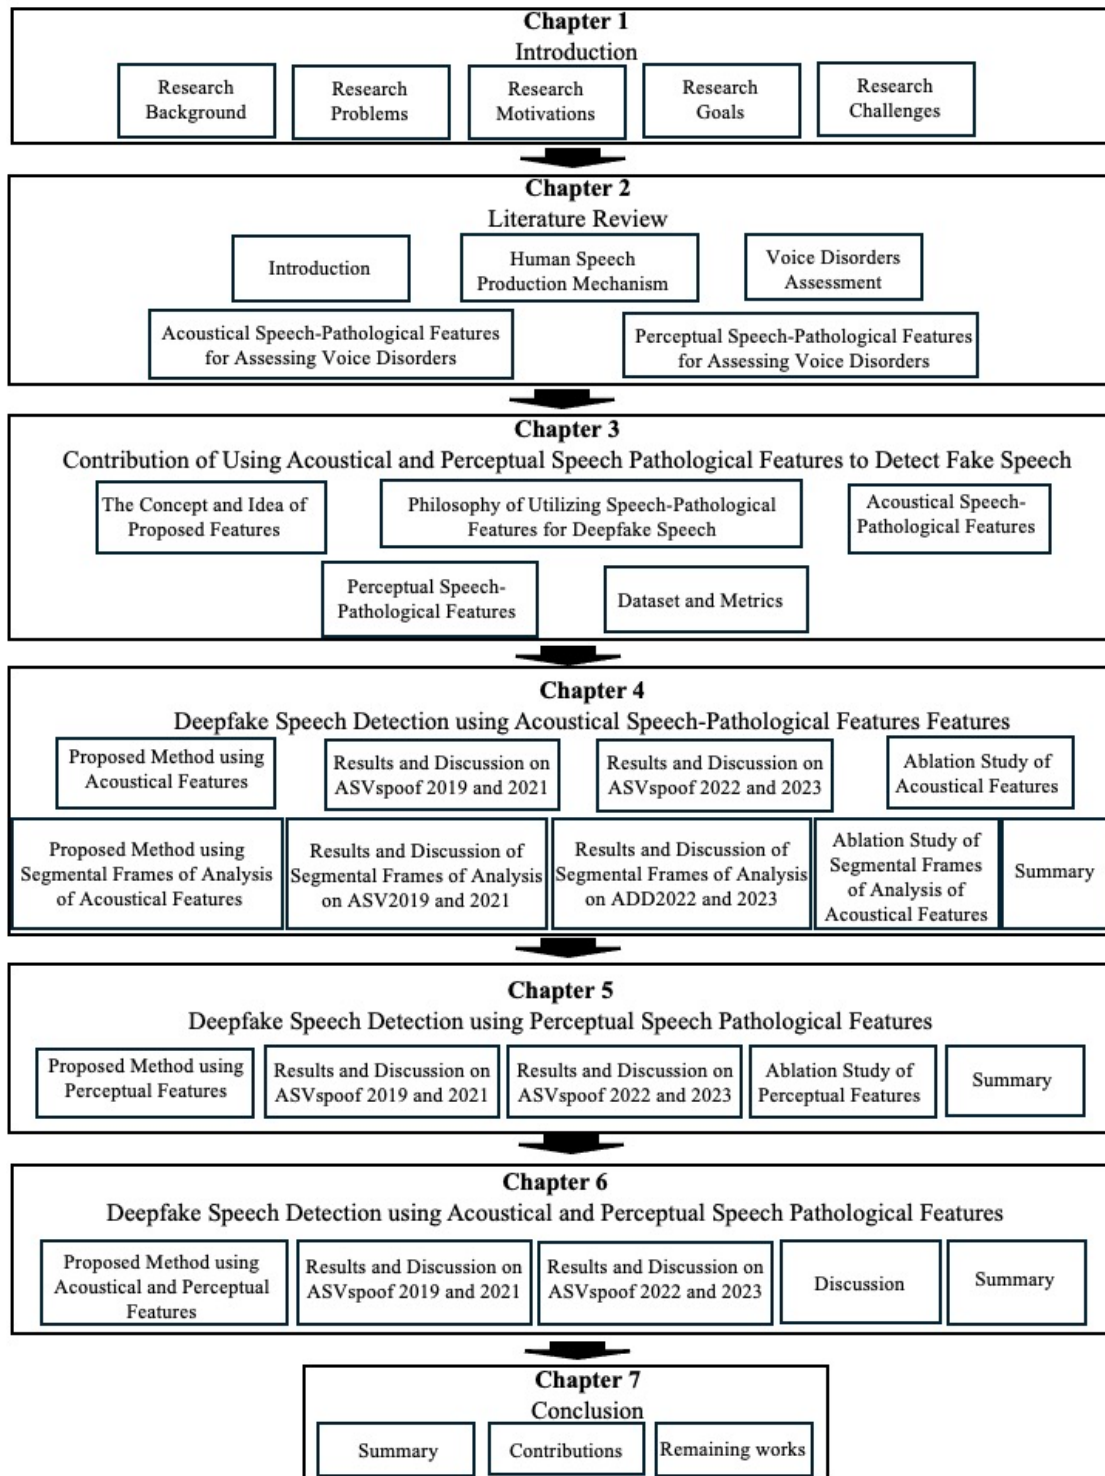 Chapter 1
Introduction
Research
Background
Research
Problems
Research
Motivations
Research
Goals
Research
Challenges
Chapter 2
Literature Review
Introduction
Human Speech
Production Mechanism
Voice Disorders
Assessment
Acoustical Speech-Pathological Features
for Assessing Voice Disorders
Perceptual Speech-Pathological Features
for Assessing Voice Disorders
Chapter 3
Contribution of Using Acoustical and Perceptual Speech Pathological Features to Detect Fake Speech
The Concept and Idea of
Proposed Features
Philosophy of Utilizing Speech-Pathological
Features for Deepfake Speech
Acoustical Speech-
Pathological Features
Perceptual Speech-
Pathological Features
Dataset and Metrics
Chapter 4
Deepfake Speech Detection using Acoustical Speech-Pathological Features Features
Proposed Method using
Acoustical Features
Results and Discussion on
ASVspoof 2019 and 2021
Results and Discussion on
ASVspoof 2022 and 2023
Ablation Study of
Acoustical Features
Proposed Method using
Segmental Frames of Analysis
of Acoustical Features
Results and Discussion of
Segmental Frames of Analysis
on ASV2019 and 2021
Results and Discussion of
Segmental Frames of Analysis
on ADD2022 and 2023
Ablation Study of
Segmental Frames
of Analysis of
Acoustical Features
Summary
Chapter 5
Deepfake Speech Detection using Perceptual Speech Pathological Features
Proposed Method using
Perceptual Features
Results and Discussion on
ASVspoof 2019 and 2021
Results and Discussion on
ASVspoof 2022 and 2023
Ablation Study of
Perceptual Features
Summary
Chapter 6
Deepfake Speech Detection using Acoustical and Perceptual Speech Pathological Features
Proposed Method using
Acoustical and Perceptual
Features
Results and Discussion on
ASVspoof 2019 and 2021
Results and Discussion on
ASVspoof 2022 and 2023
Discussion
Summary
Chapter 7
Conclusion
Summary
Contributions
Remaining works